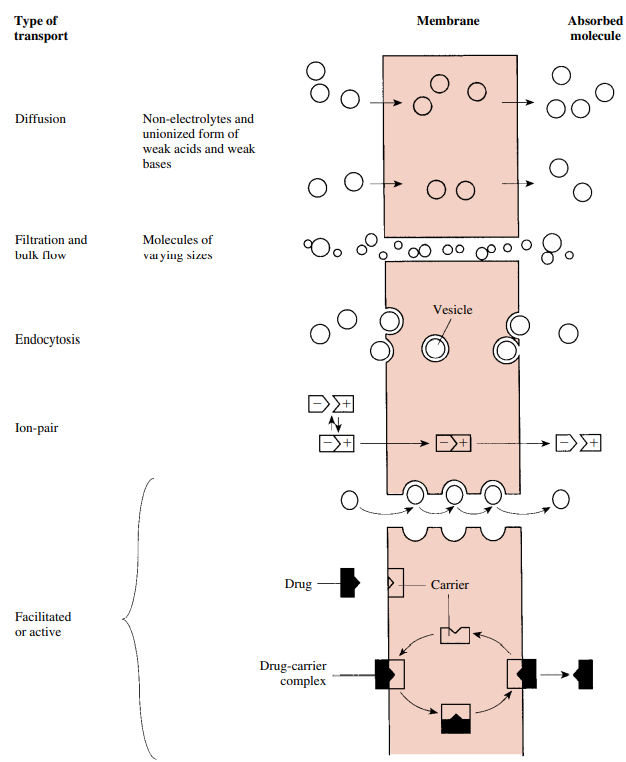 Type of
transport
Membrane
Absorbed
molecule
Diffusion
Non-electrolytes and
unionized form of
weak acids and weak
bases
Filtration and
bulk flow
Molecules of
varying sizes
Endocytosis
Vesicle
Ion-pair
− +
− +
− +
− +
Facilitated
or active
Drug
Carrier
Drug-carrier
complex